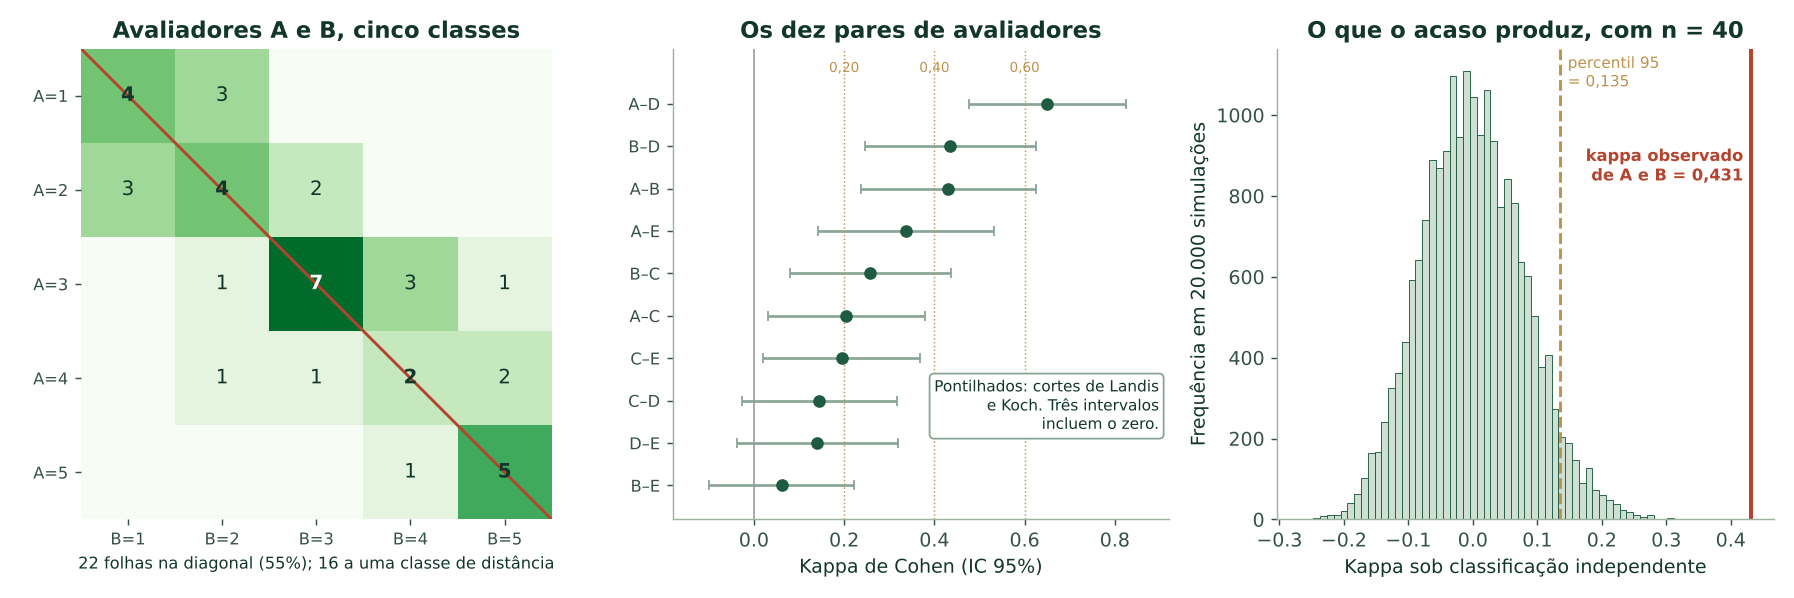 Avaliadores A e B, cinco classes
A=1
A=2
A=3
A=4
A=5
4 3
3 4 2
1 7 3 1
1 1 2 2
1 5
B=1 B=2 B=3 B=4 B=5
22 folhas na diagonal (55%); 16 a uma classe de distância
Os dez pares de avaliadores
0,20 0,40 0,60
A–D
B–D
A–B
A–E
B–C
A–C
C–E
C–D
D–E
B–E
Pontilhados: cortes de Landis
e Koch. Três intervalos
incluem o zero.
0.0 0.2 0.4 0.6 0.8
Kappa de Cohen (IC 95%)
O que o acaso produz, com n = 40
percentil 95
= 0,135
kappa observado
de A e B = 0,431
Frequência em 20.000 simulações
1000
800
600
400
200
0
−0.3 −0.2 −0.1 0.0 0.1 0.2 0.3 0.4
Kappa sob classificação independente